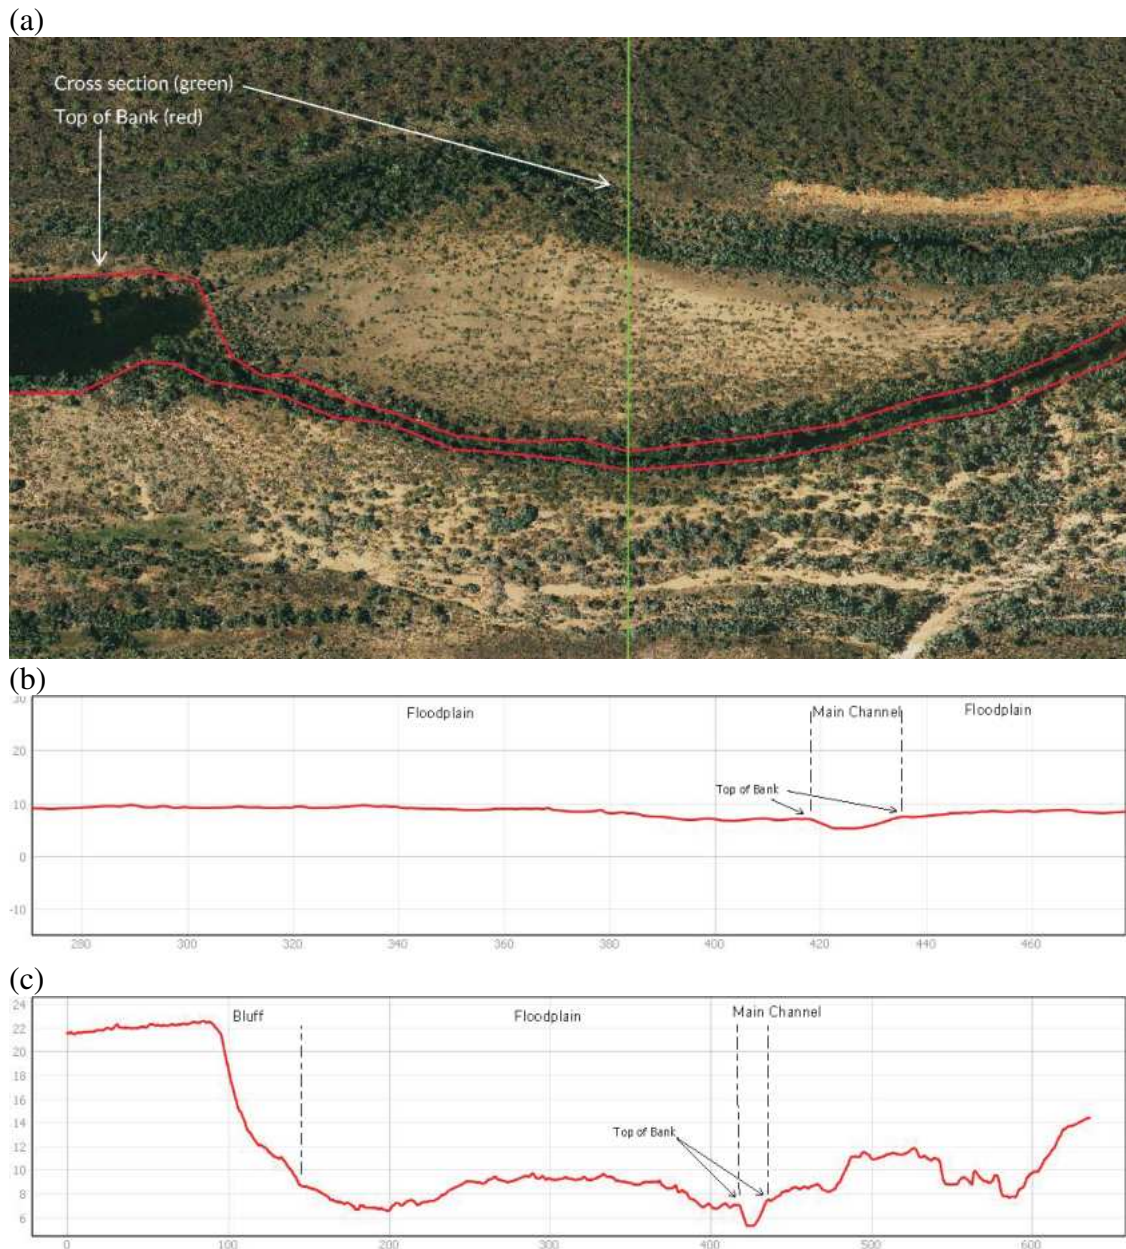 (a)
Cross section (green)
Top of Bank (red)
(b)
30
Floodplain
Main Channel
Floodplain
20
Top of Bank
10
0
-10
280 300 320 340 360 380 400 420 440 460
(c)
24
Bluff
Floodplain
Main Channel
22
20
18
16
14
Top of Bank
12
10
8
6
0 100 200 300 400 500 600